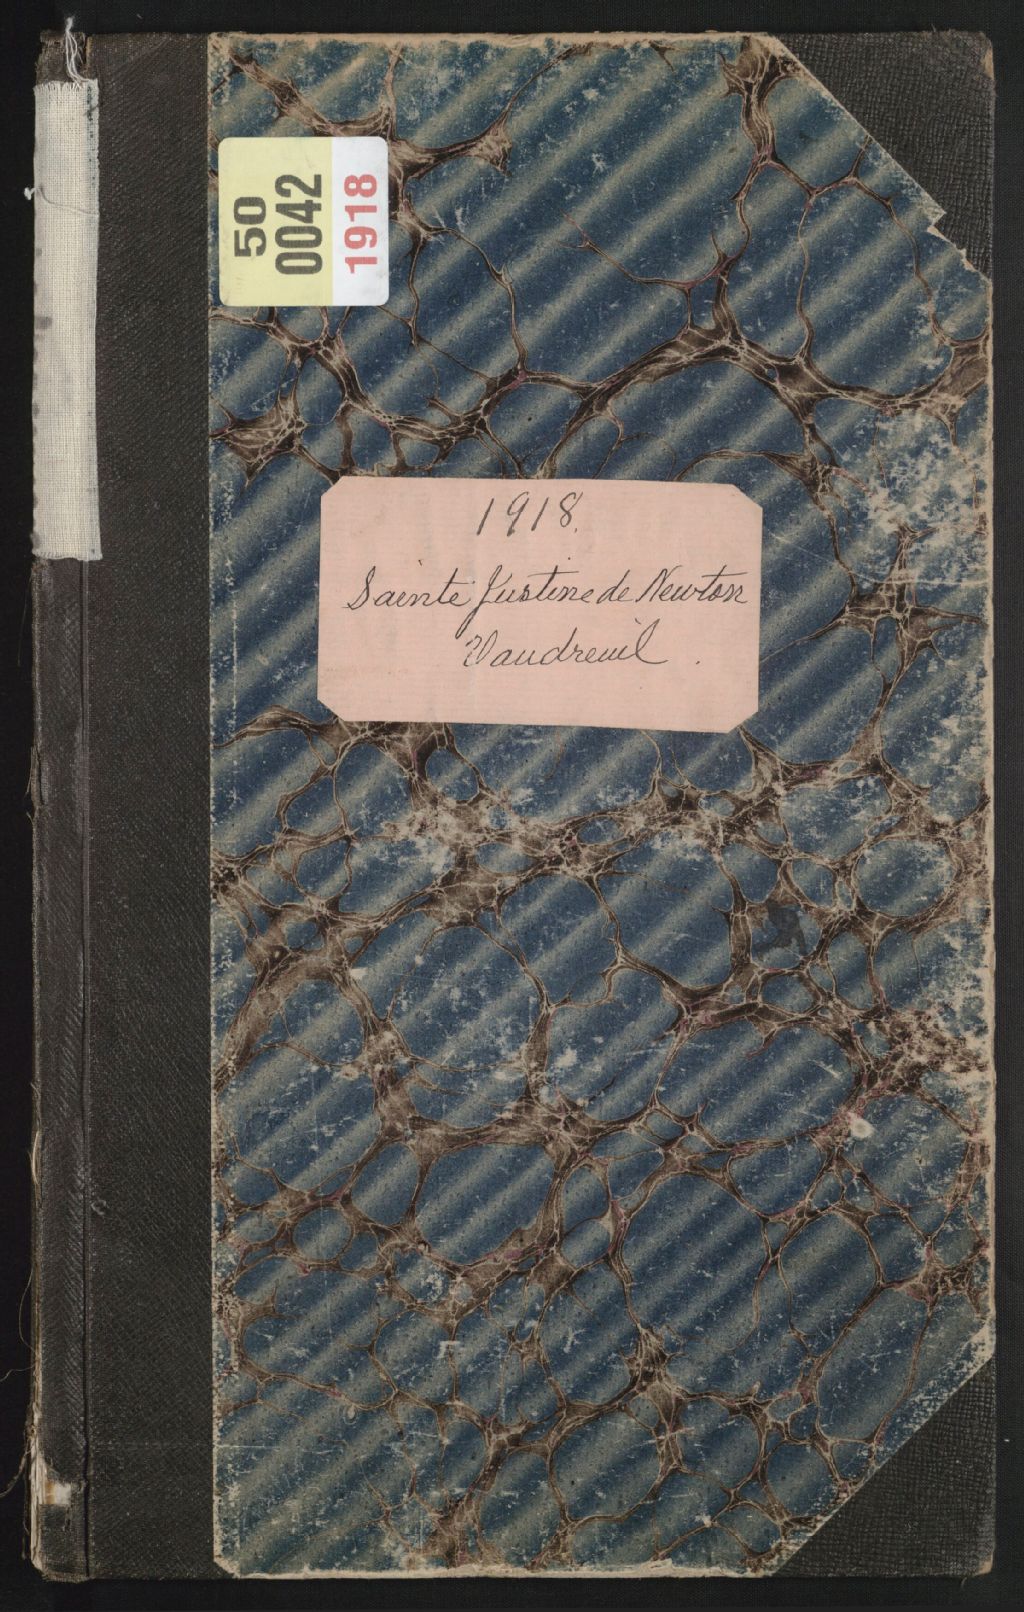 50
0042
1918
1918.
Sainte Justine de Newton
Vaudreuil.